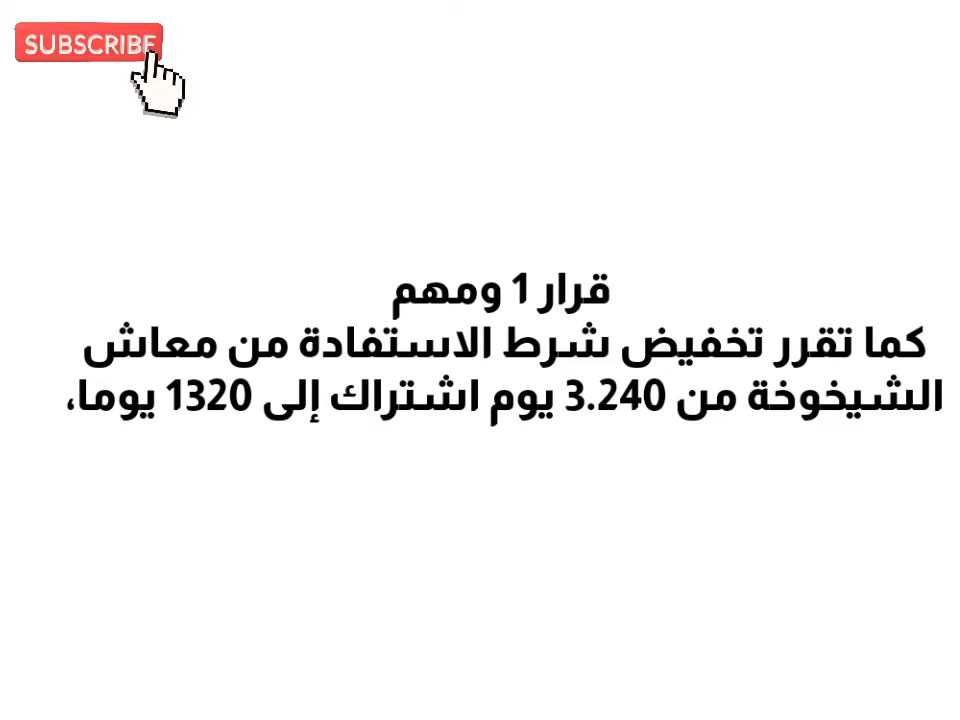 SUBSCRIBE
قرار 1 ومهم
كما تقرر تخفيض شرط الاستفادة من معاش
الشيخوخة من 3.240 يوم اشتراك إلى 1320 يوما،